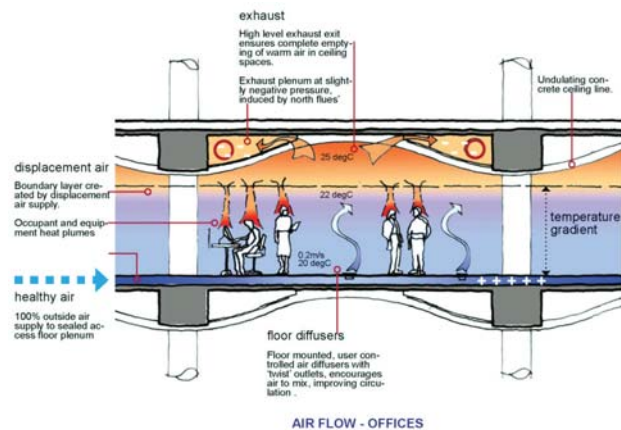 exhaust
High level exhaust exit
ensures complete empty-
ing of warm air in ceiling
spaces.
Exhaust plenum at slight-
ly negative pressure,
induced by north flues'
Undulating con-
crete ceiling line.
25 degC
displacement air
Boundary layer cre-
ated by displacement
air supply.
Occupant and equipment
heat plumes
22 degC
temperature
gradient
0.2m/s
20 degC
+ + + + +
healthy air
100% outside air
supply to sealed ac-
cess floor plenum
floor diffusers
Floor mounted, user con-
trolled air diffusers with
'twist' outlets, encourages
air to mix, improving circu-
lation .
AIR FLOW - OFFICES